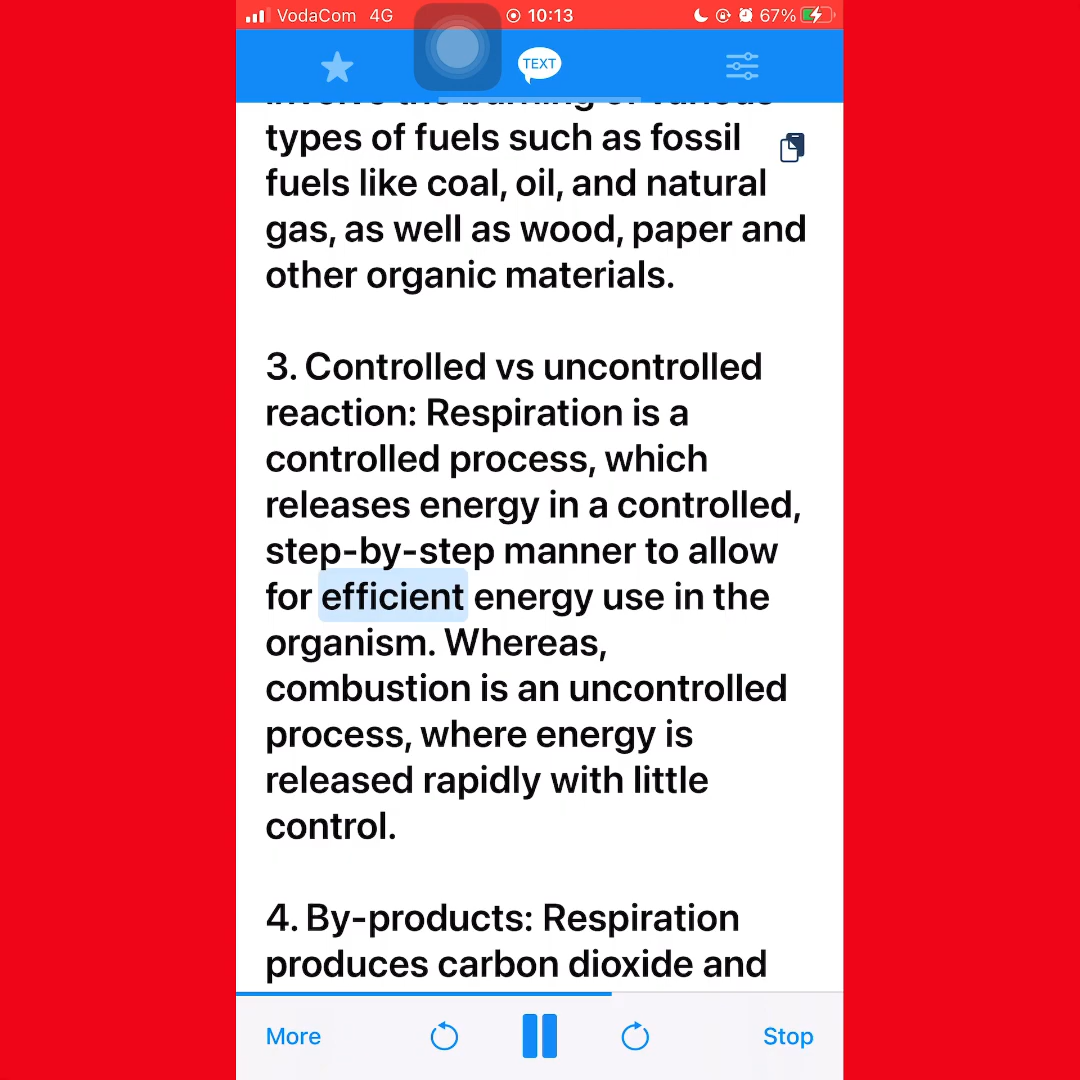 VodaCom 4G 10:13 67%
TEXT
types of fuels such as fossil
fuels like coal, oil, and natural
gas, as well as wood, paper and
other organic materials.
3. Controlled vs uncontrolled
reaction: Respiration is a
controlled process, which
releases energy in a controlled,
step-by-step manner to allow
for efficient energy use in the
organism. Whereas,
combustion is an uncontrolled
process, where energy is
released rapidly with little
control.
4. By-products: Respiration
produces carbon dioxide and
More Stop